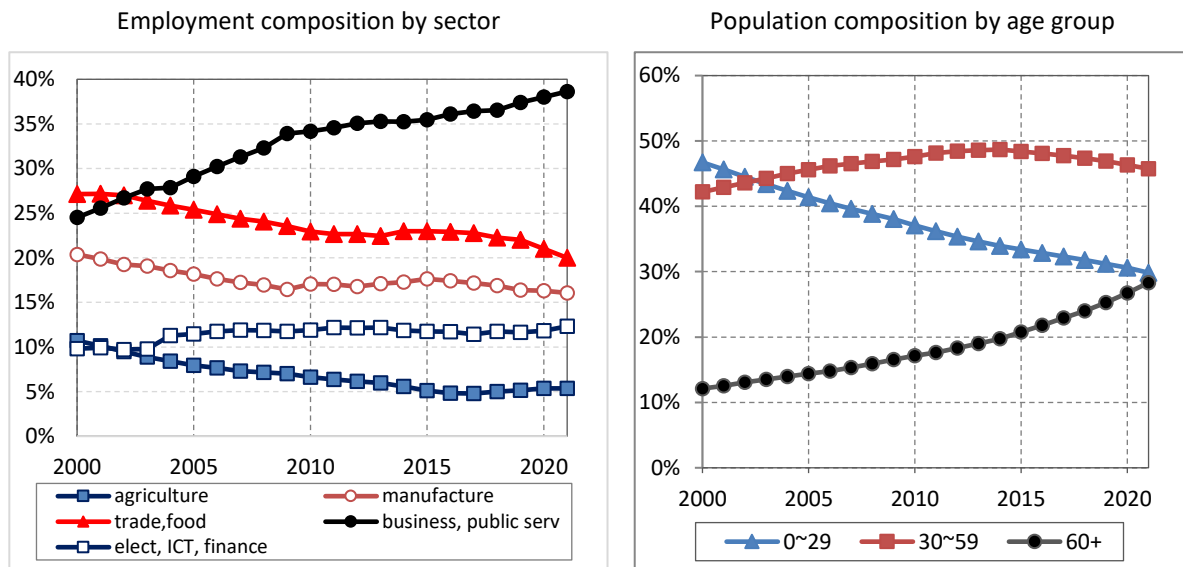 Employment composition by sector
40%
35%
30%
25%
20%
15%
10%
5%
0%
2000 2005 2010 2015 2020
agriculture manufacture
trade,food business, public serv
elect, ICT, finance
Population composition by age group
60%
50%
40%
30%
20%
10%
0%
2000 2005 2010 2015 2020
0~29 30~59 60+